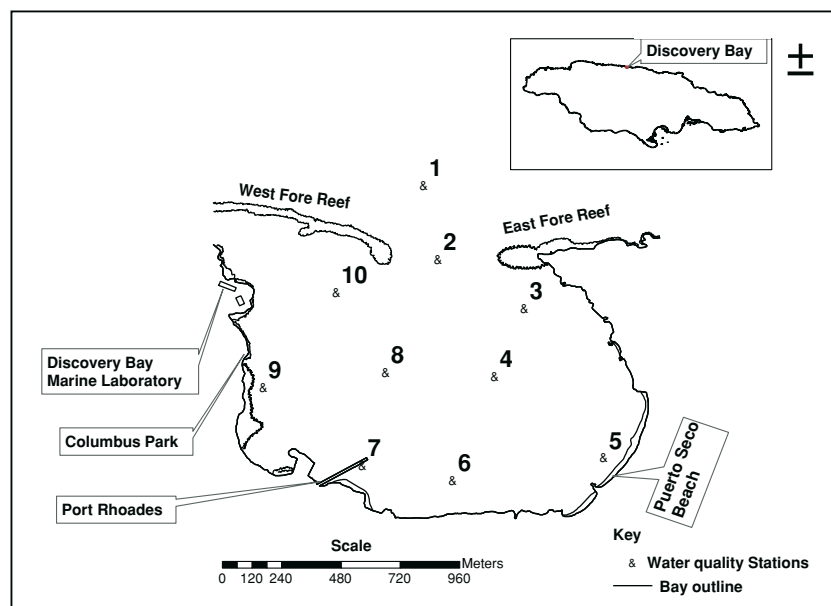 Discovery Bay
±
1
West Fore Reef
&
East Fore Reef
2
&
10
&
3
&
Discovery Bay
Marine Laboratory
8
&
4
&
9
&
Columbus Park
7
&
6
&
5
&
Puerto Seco
Beach
Port Rhoades
Key
& Water quality Stations
Bay outline
Scale
Meters
0 120 240 480 720 960